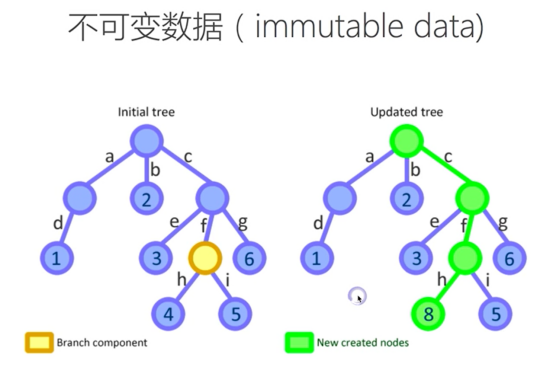 不可变数据 ( immutable data)
Initial tree
Updated tree
a b c
a b c
d e f g
d e f g
2
2
1 3 6
1 3 6
h i
h i
4 5
8 5
Branch component
New created nodes